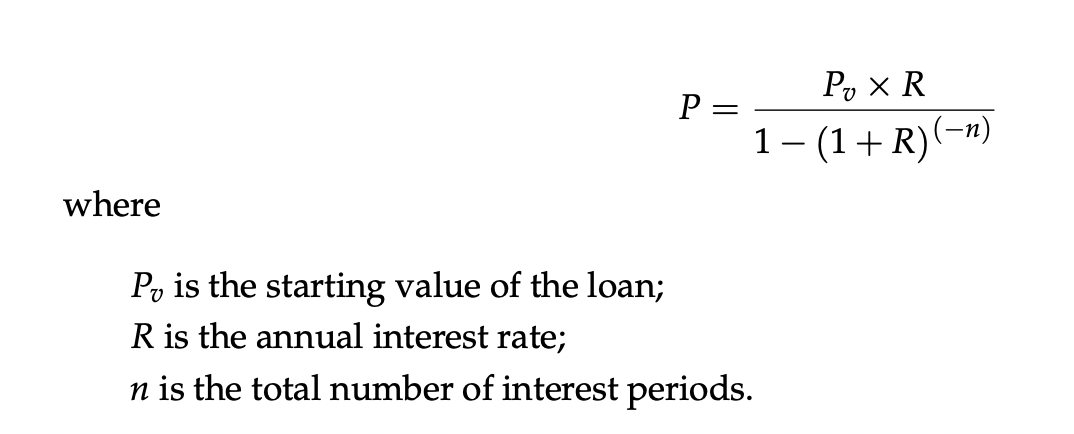 P = \frac{P_v × R}{1 − (1 + R)^{(−n)}}
where
P_v is the starting value of the loan;
R is the annual interest rate;
n is the total number of interest periods.